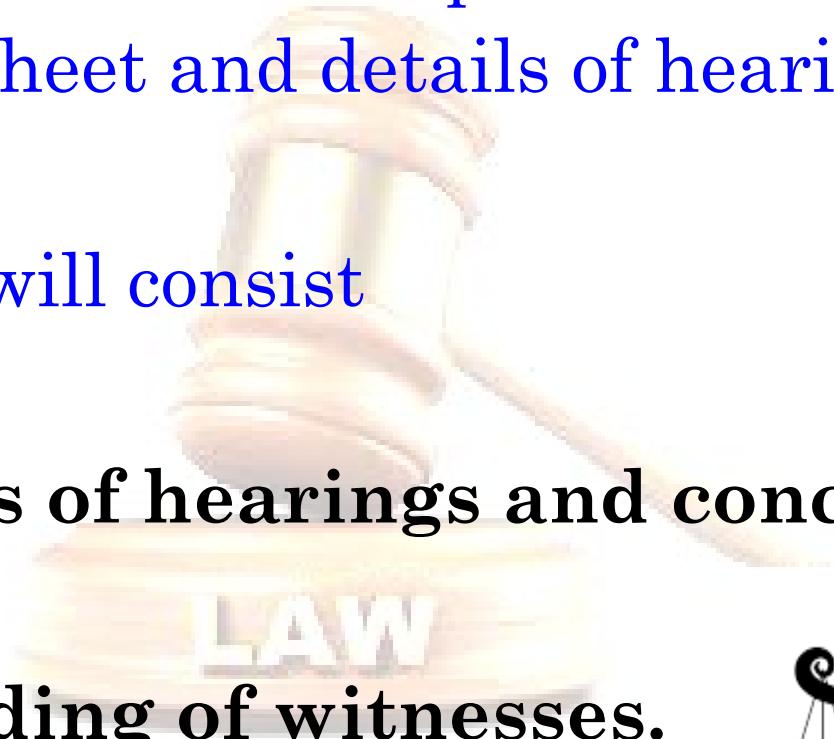 heet and details of heari
will consist
s of hearings and conc
LAW
ding of witnesses.